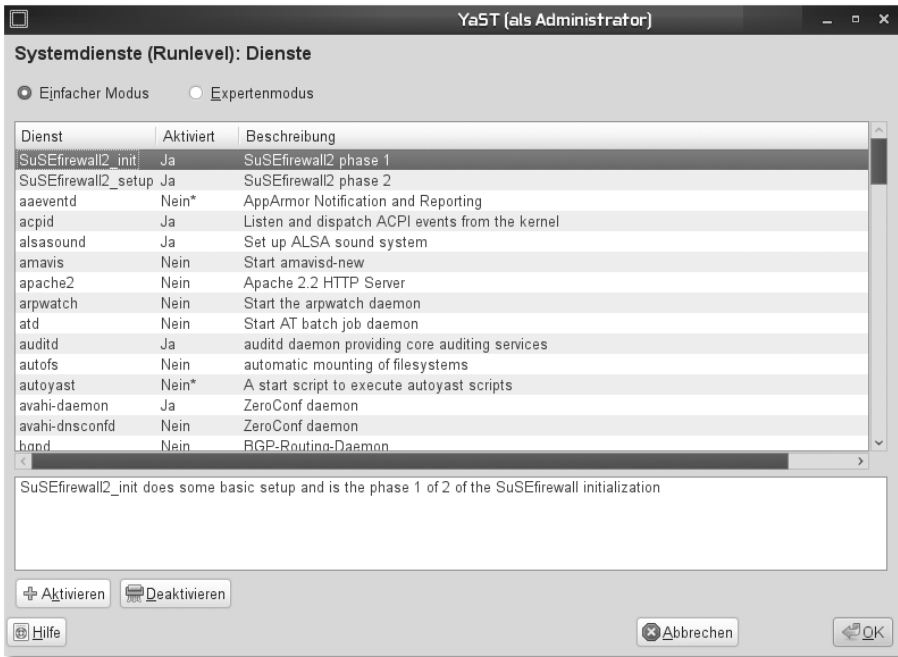 YaST (als Administrator)
Systemdienste (Runlevel): Dienste
Einfacher Modus Expertenmodus
Dienst Aktiviert Beschreibung
SuSEfirewall2_init Ja SuSEfirewall2 phase 1
SuSEfirewall2_setup Ja SuSEfirewall2 phase 2
aaeventd Nein* AppArmor Notification and Reporting
acpid Ja Listen and dispatch ACPI events from the kernel
alsasound Ja Set up ALSA sound system
amavis Nein Start amavisd-new
apache2 Nein Apache 2.2 HTTP Server
arpwatch Nein Start the arpwatch daemon
atd Nein Start AT batch job daemon
auditd Ja auditd daemon providing core auditing services
autofs Nein automatic mounting of filesystems
autoyast Nein* A start script to execute autoyast scripts
avahi-daemon Ja ZeroConf daemon
avahi-dnsconfd Nein ZeroConf daemon
bgpd Nein BGP-Routing-Daemon
SuSEfirewall2_init does some basic setup and is the phase 1 of 2 of the SuSEfirewall initialization
Aktivieren Deaktivieren
Hilfe Abbrechen OK